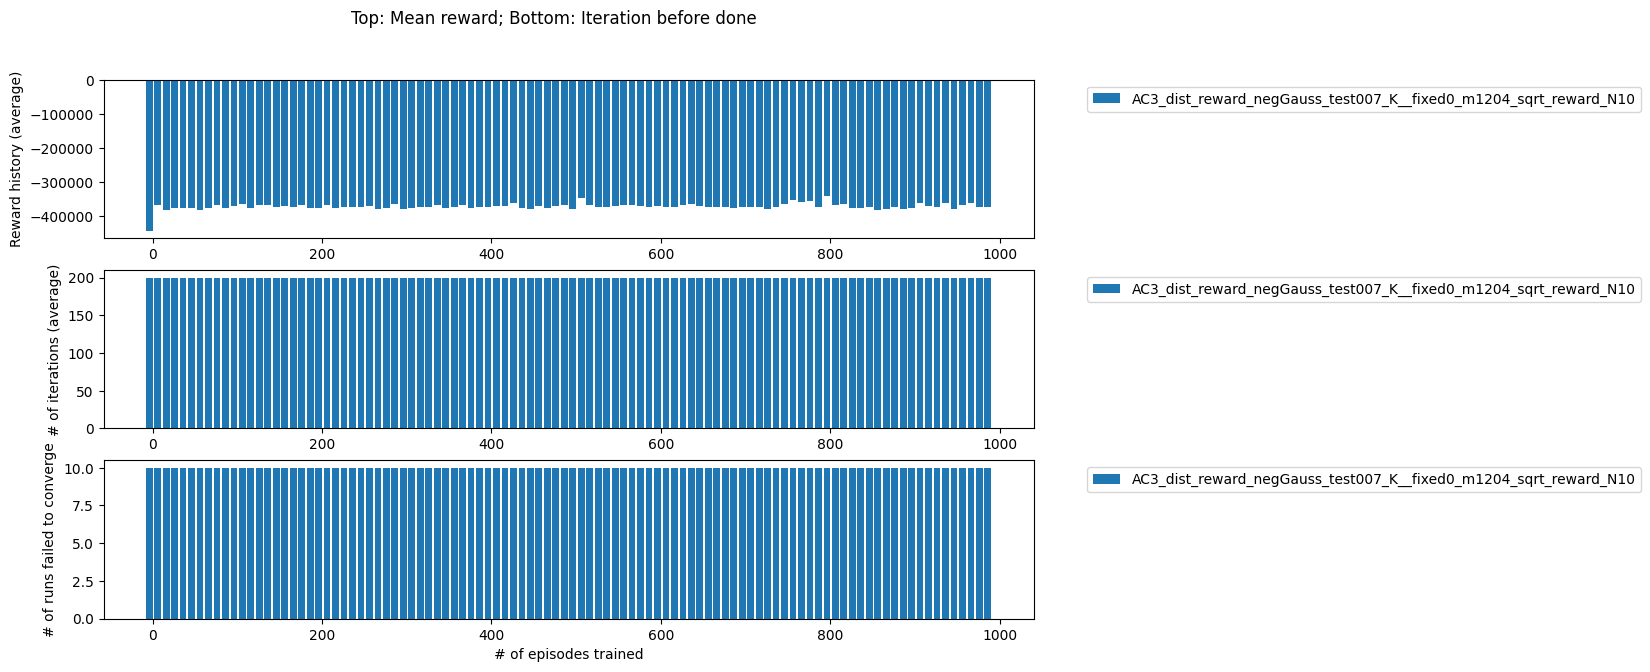 Top: Mean reward; Bottom: Iteration before done
Reward history (average)
0
−100000
−200000
−300000
−400000
0 200 400 600 800 1000
AC3_dist_reward_negGauss_test007_K__fixed0_m1204_sqrt_reward_N10
# of iterations (average)
200
150
100
50
0
0 200 400 600 800 1000
AC3_dist_reward_negGauss_test007_K__fixed0_m1204_sqrt_reward_N10
# of runs failed to converge
10.0
7.5
5.0
2.5
0.0
0 200 400 600 800 1000
# of episodes trained
AC3_dist_reward_negGauss_test007_K__fixed0_m1204_sqrt_reward_N10